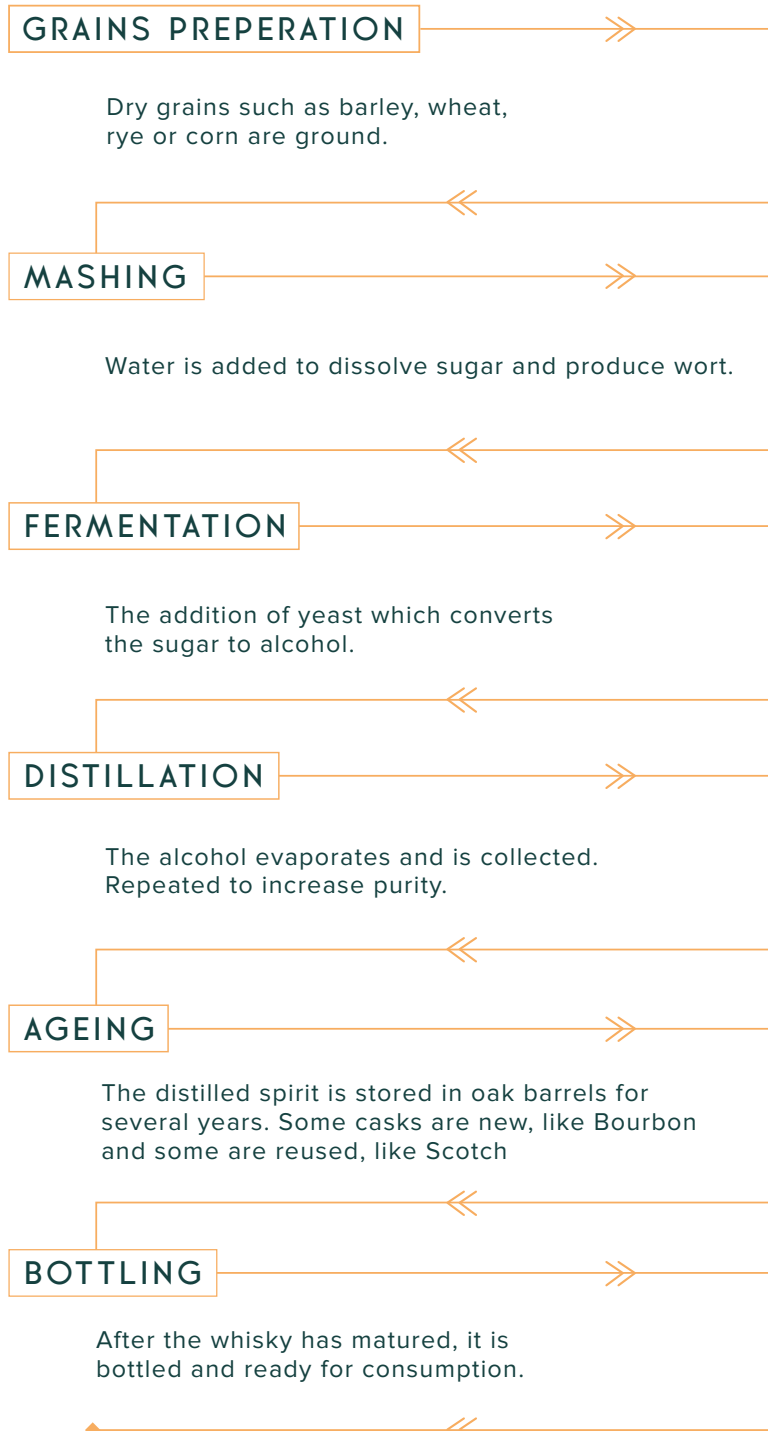 GRAINS PREPERATION
Dry grains such as barley, wheat,
rye or corn are ground.
MASHING
Water is added to dissolve sugar and produce wort.
FERMENTATION
The addition of yeast which converts
the sugar to alcohol.
DISTILLATION
The alcohol evaporates and is collected.
Repeated to increase purity.
AGEING
The distilled spirit is stored in oak barrels for
several years. Some casks are new, like Bourbon
and some are reused, like Scotch
BOTTLING
After the whisky has matured, it is
bottled and ready for consumption.